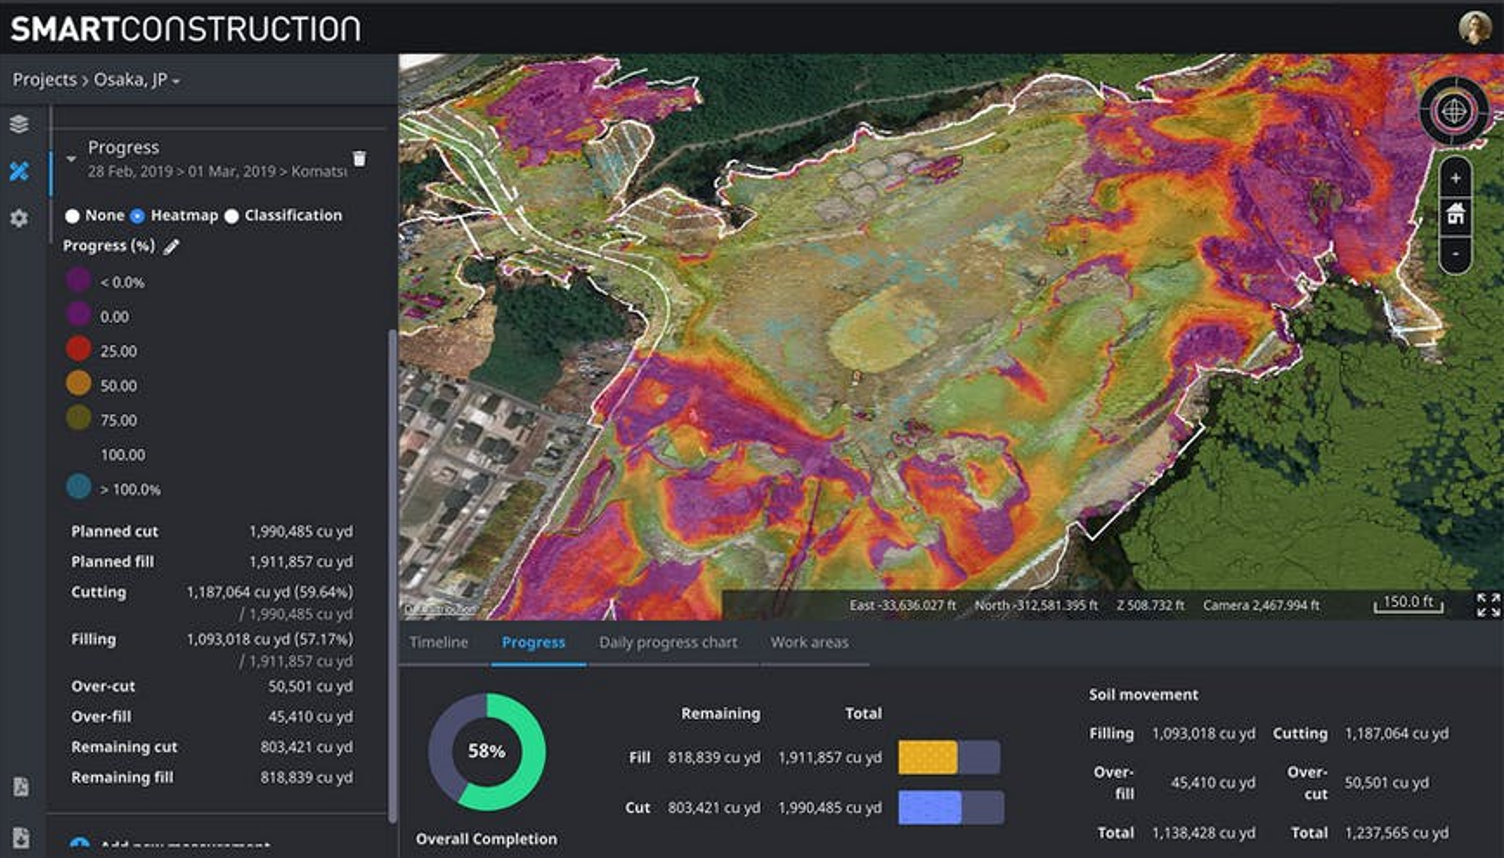 SMARTCONSTRUCTION
Projects > Osaka, JP
Progress
28 Feb, 2019 > 01 Mar, 2019 > Komatsu
None Heatmap Classification
Progress (%)
< 0.0%
0.00
25.00
50.00
75.00
100.00
> 100.0%
Planned cut 1,990,485 cu yd
Planned fill 1,911,857 cu yd
Cutting 1,187,064 cu yd (59.64%)
/ 1,990,485 cu yd
Filling 1,093,018 cu yd (57.17%)
/ 1,911,857 cu yd
Over-cut 50,501 cu yd
Over-fill 45,410 cu yd
Remaining cut 803,421 cu yd
Remaining fill 818,839 cu yd
Add new measurement
+
-
East -33,636.027 ft North -312,581.395 ft Z 508.732 ft Camera 2,467.994 ft 150.0 ft
Timeline Progress Daily progress chart Work areas
58%
Overall Completion
Remaining Total
Fill 818,839 cu yd 1,911,857 cu yd
Cut 803,421 cu yd 1,990,485 cu yd
Soil movement
Filling 1,093,018 cu yd Cutting 1,187,064 cu yd
Over-fill 45,410 cu yd Over-cut 50,501 cu yd
Total 1,138,428 cu yd Total 1,237,565 cu yd